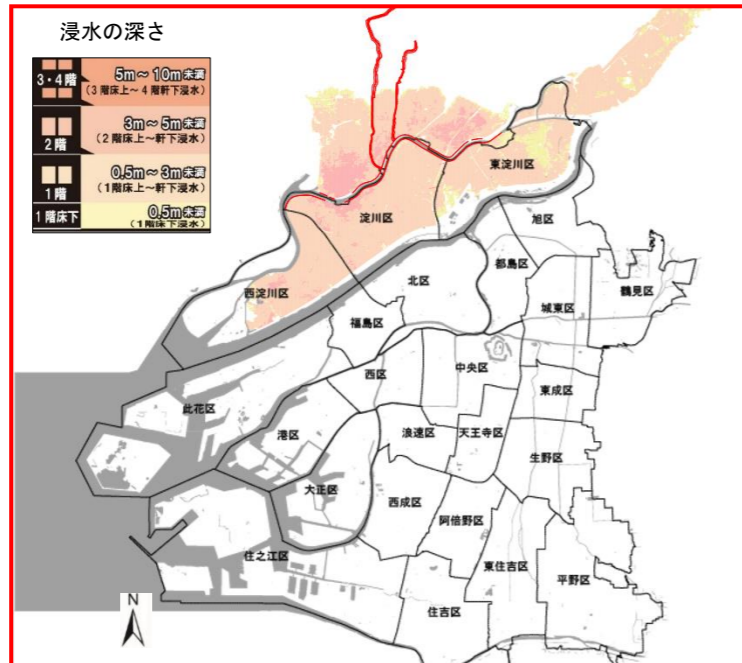 浸水の深さ
3・4階
5m～10m未満
(3階床上～4階軒下浸水)
2階
3m～5m未満
(2階床上～軒下浸水)
1階
0.5m～3m未満
(1階床上～軒下浸水)
1階床下
0.5m未満
(1階床下浸水)
東淀川区
淀川区
旭区
都島区
北区
鶴見区
西淀川区
城東区
福島区
中央区
西区
東成区
此花区
港区
浪速区
天王寺区
生野区
大正区
西成区
阿倍野区
住之江区
東住吉区
平野区
住吉区
N